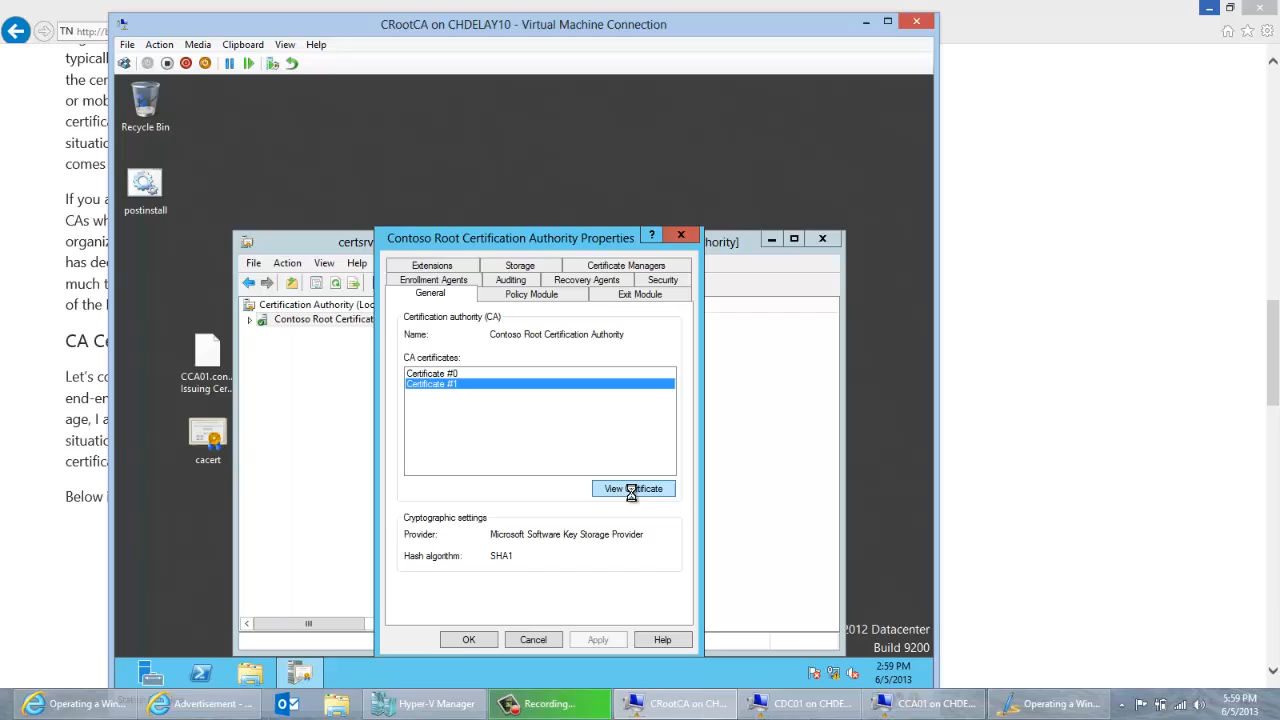 CRootCA on CHDELAY10 - Virtual Machine Connection
TN http://b
File Action Media Clipboard View Help
typically
the cer
or mob
certifica
situation
comes
If you a
CAs wh
organiz
has dec
much t
of the
CA Ce
Let's co
end-en
age, I a
situatio
certifica
Below i
Recycle Bin
postinstall
CCA01.con...
Issuing Cer...
cacert
certsrv
hority]
File Action View Help
Certification Authority (Loc
Contoso Root Certificat
Contoso Root Certification Authority Properties
?
Extensions Storage Certificate Managers
Enrollment Agents Auditing Recovery Agents Security
General Policy Module Exit Module
Certification authority (CA)
Name: Contoso Root Certification Authority
CA certificates:
Certificate #0
Certificate #1
View Certificate
Cryptographic settings
Provider: Microsoft Software Key Storage Provider
Hash algorithm: SHA1
OK Cancel Apply Help
2012 Datacenter
Build 9200
2:59 PM
6/5/2013
Operating a Win... Advertisement - ... Hyper-V Manager Recording... CRootCA on CH... CDC01 on CHDE... CCA01 on CHDE... Operating a Win...
5:59 PM
6/5/2013